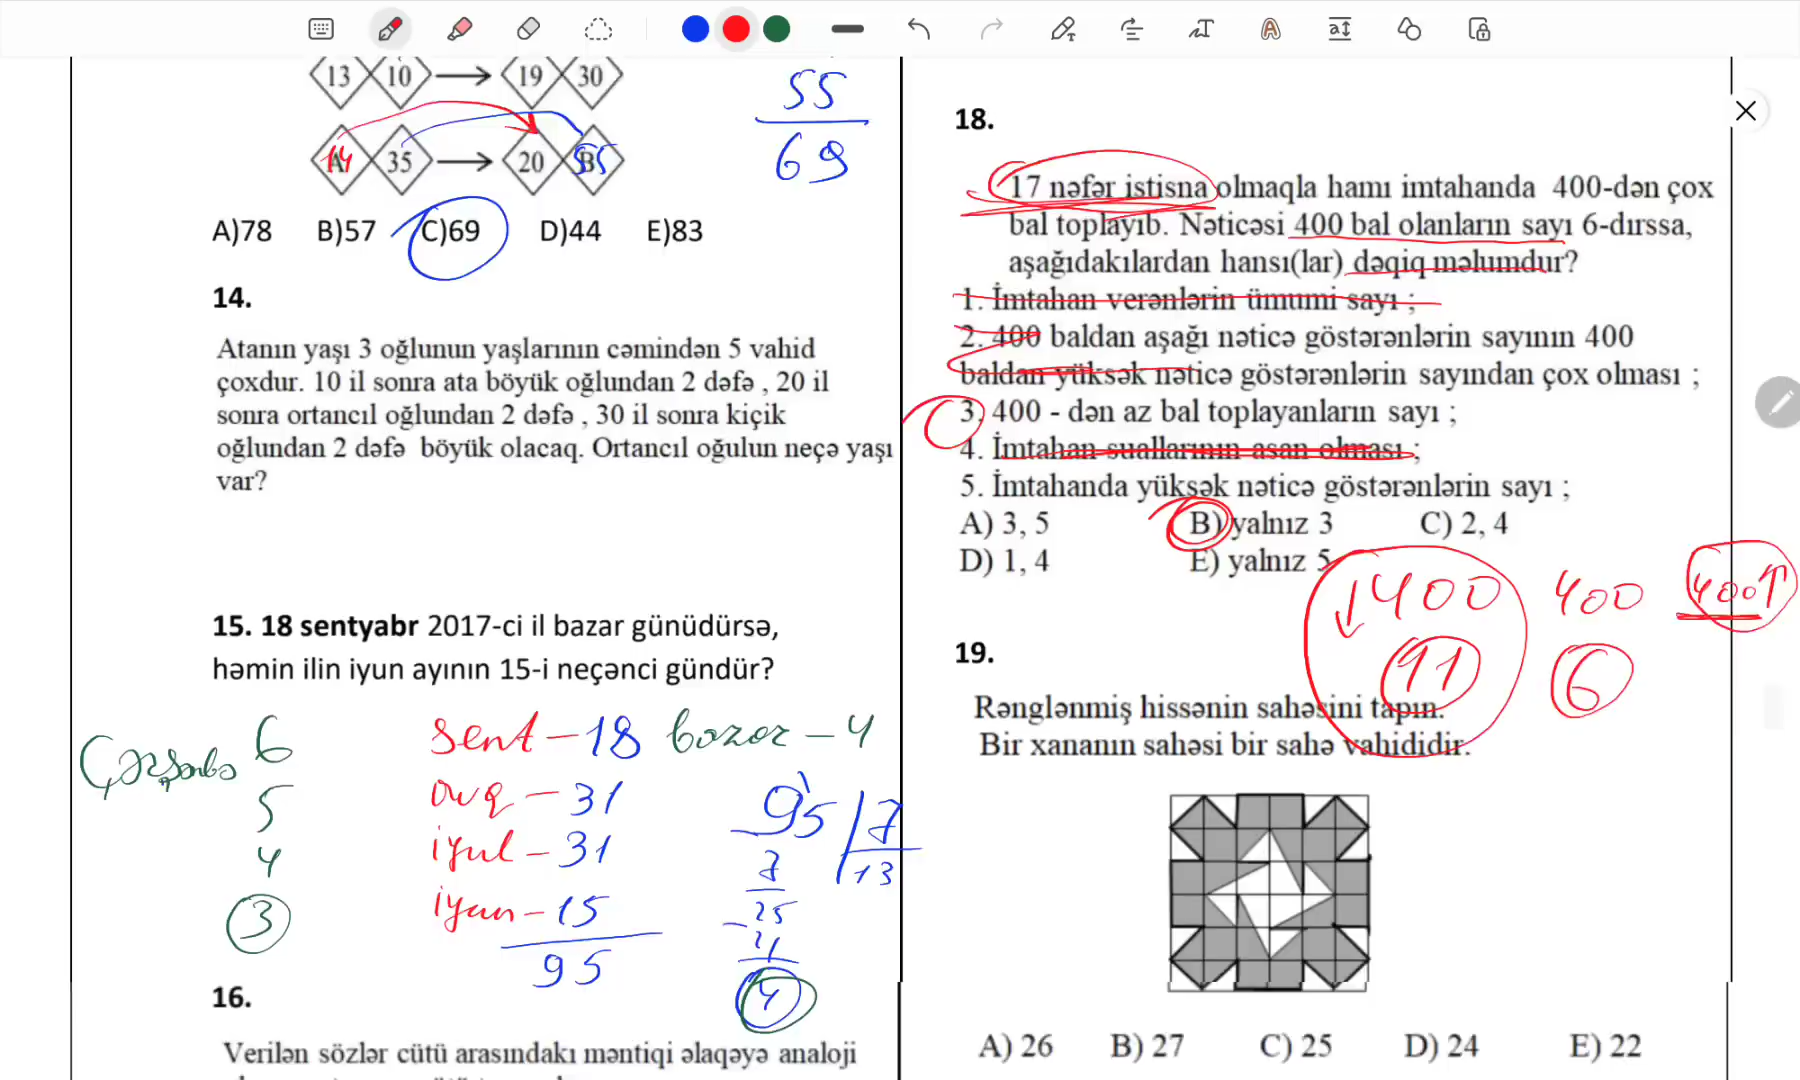 13 10 19 30
14 35 20 55
55
69
A)78 B)57 C)69 D)44 E)83
14.
Atanın yaşı 3 oğlunun yaşlarının cəmindən 5 vahid
çoxdur. 10 il sonra ata böyük oğlundan 2 dəfə , 20 il
sonra ortancıl oğlundan 2 dəfə , 30 il sonra kiçik
oğlundan 2 dəfə böyük olacaq. Ortancıl oğulun neçə yaşı
var?
15. 18 sentyabr 2017-ci il bazar günüdürsə,
həmin ilin iyun ayının 15-i neçənci gündür?
Çərşənbə
6
5
4
3
sent - 18
avq - 31
iyul - 31
iyun - 15
95
bazar - 4
95 7
7 13
25
21
4
16.
Verilən sözlər cütü arasındakı məntiqi əlaqəyə analoji
18.
17 nəfər istisna olmaqla hamı imtahanda 400-dən çox
bal toplayıb. Nəticəsi 400 bal olanların sayı 6-dırssa,
aşağıdakılardan hansı(lar) dəqiq məlumdur?
1. İmtahan verənlərin ümumi sayı ;
2. 400 baldan aşağı nəticə göstərənlərin sayının 400
baldan yüksək nəticə göstərənlərin sayından çox olması ;
3. 400 - dən az bal toplayanların sayı ;
4. İmtahan suallarının asan olması ;
5. İmtahanda yüksək nəticə göstərənlərin sayı ;
A) 3, 5 B) yalnız 3 C) 2, 4
D) 1, 4 E) yalnız 5
↓400 400 400↑
11 6
19.
Rənglənmiş hissənin sahəsini tapın.
Bir xananın sahəsi bir sahə vahididir.
A) 26 B) 27 C) 25 D) 24 E) 22